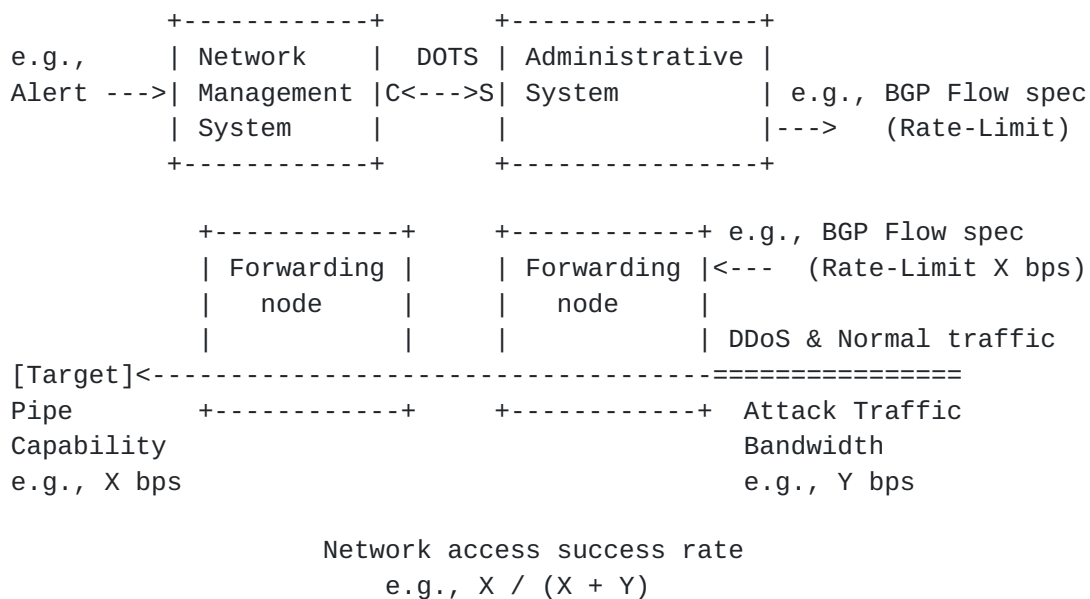 +------------+       +----------------+
e.g.,       | Network    |  DOTS | Administrative |
Alert --->| Management |C<--->S| System         | e.g., BGP Flow spec
          | System     |       |                |--->   (Rate-Limit)
          +------------+       +----------------+
            +------------+     +------------+ e.g., BGP Flow spec
            | Forwarding |     | Forwarding |<---  (Rate-Limit X bps)
            |   node     |     |   node     |
            |            |     |            | DDoS & Normal traffic
[Target]<------------------------------------================
Pipe        +------------+     +------------+  Attack Traffic
Capability                                     Bandwidth
e.g., X bps                                    e.g., Y bps
                    Network access success rate
                        e.g., X / (X + Y)